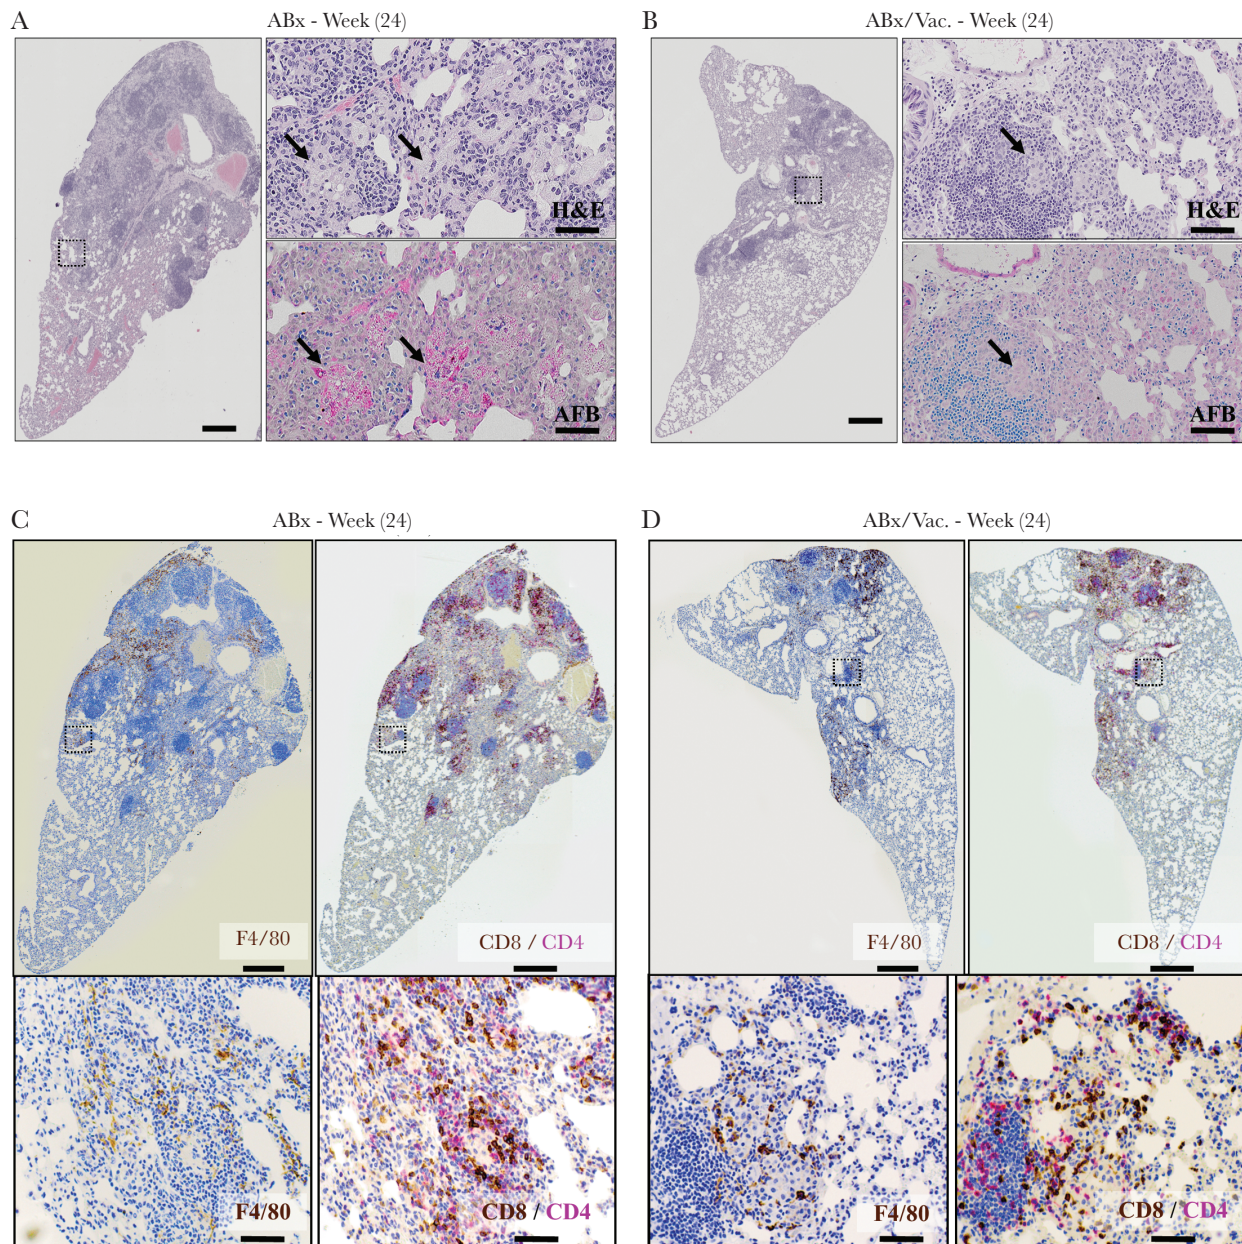 A
ABx - Week (24)
H&E
AFB
B
ABx/Vac. - Week (24)
H&E
AFB
C
ABx - Week (24)
F4/80
CD8 / CD4
F4/80
CD8 / CD4
D
ABx/Vac. - Week (24)
F4/80
CD8 / CD4
F4/80
CD8 / CD4